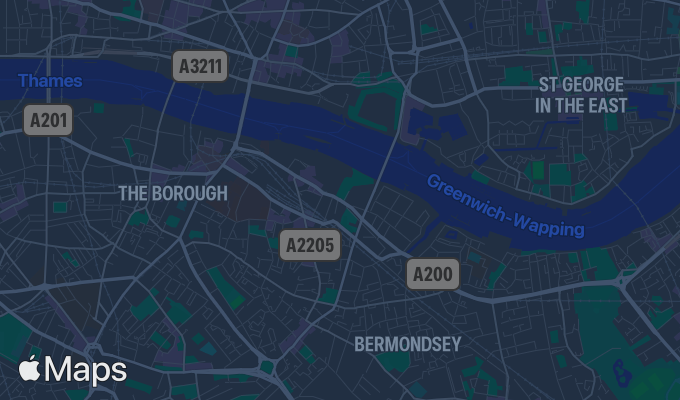 A3211
Thames
ST GEORGE
IN THE EAST
A201
Greenwich-Wapping
THE BOROUGH
A2205
A200
BERMONDSEY
Maps